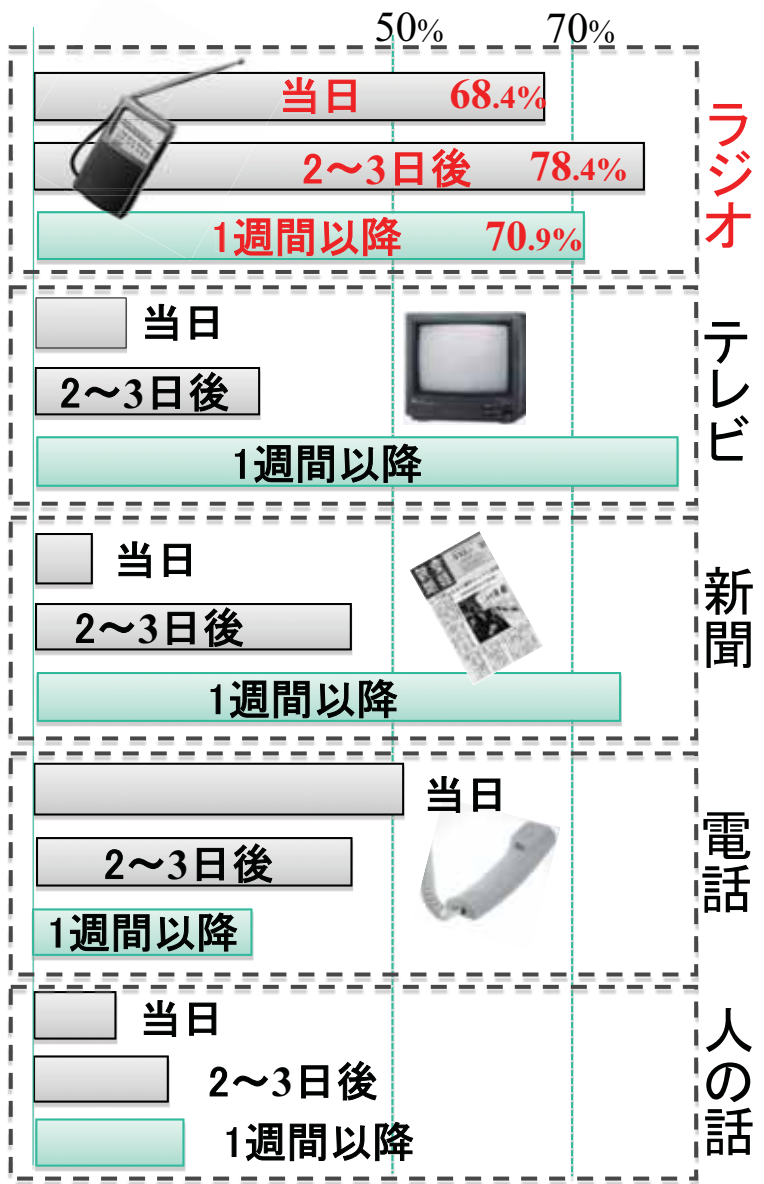 50% 70%
当日 68.4%
2〜3日後 78.4%
1週間以降 70.9%
ラジオ
当日
2〜3日後
1週間以降
テレビ
当日
2〜3日後
1週間以降
新聞
当日
2〜3日後
1週間以降
電話
当日
2〜3日後
1週間以降
人の話